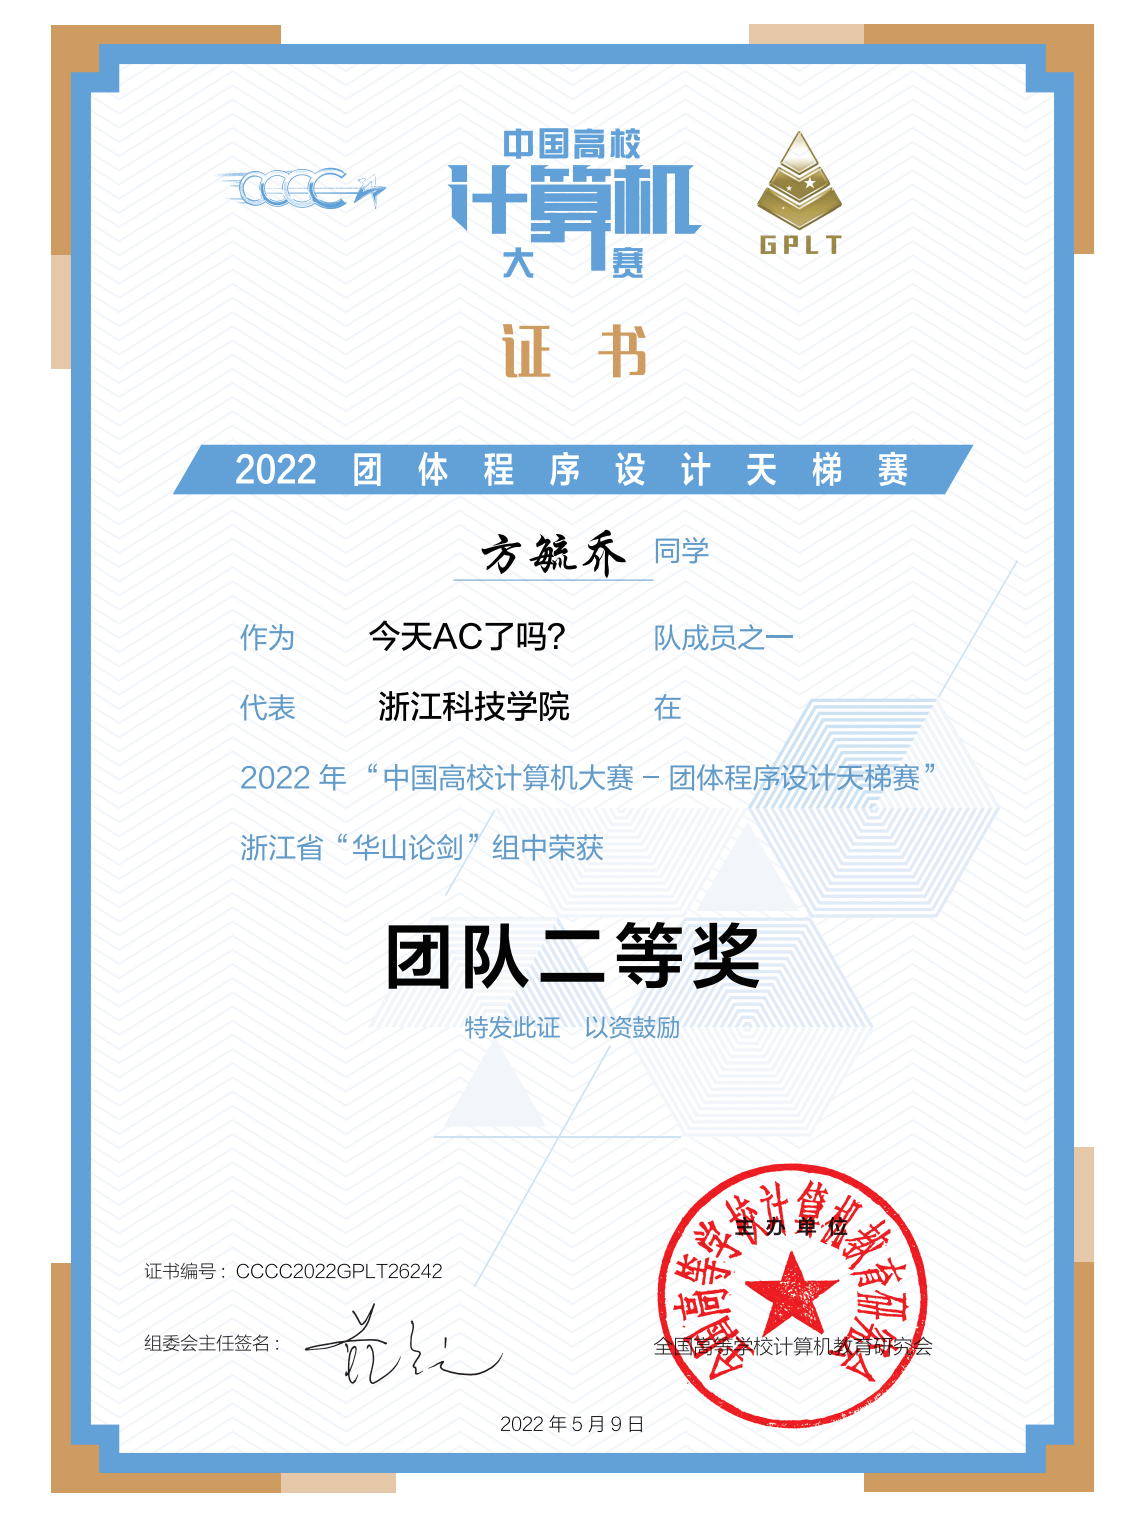 CCCC
中国高校
计算机
大赛
GPLT
证 书
2022 团体程序设计天梯赛
方毓乔 同学
作为 今天AC了吗? 队成员之一
代表 浙江科技学院 在
2022 年 “中国高校计算机大赛 – 团体程序设计天梯赛”
浙江省“华山论剑”组中荣获
团队二等奖
特发此证 以资鼓励
主办单位
证书编号： CCCC2022GPLT26242
组委会主任签名：
全国高等学校计算机教育研究会
全国高等学校计算机教育研究会
2022 年 5 月 9 日